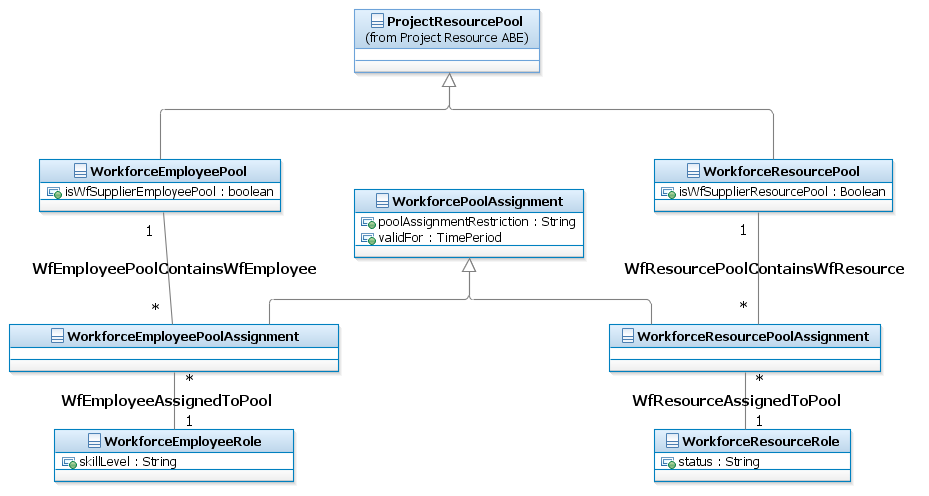 ProjectResourcePool
(from Project Resource ABE)
WorkforceEmployeePool
isWfSupplierEmployeePool : boolean
WorkforceResourcePool
isWfSupplierResourcePool : Boolean
WorkforcePoolAssignment
poolAssignmentRestriction : String
validFor : TimePeriod
1
1
WfEmployeePoolContainsWfEmployee
WfResourcePoolContainsWfResource
*
*
WorkforceEmployeePoolAssignment
WorkforceResourcePoolAssignment
*
*
WfEmployeeAssignedToPool
WfResourceAssignedToPool
1
1
WorkforceEmployeeRole
skillLevel : String
WorkforceResourceRole
status : String